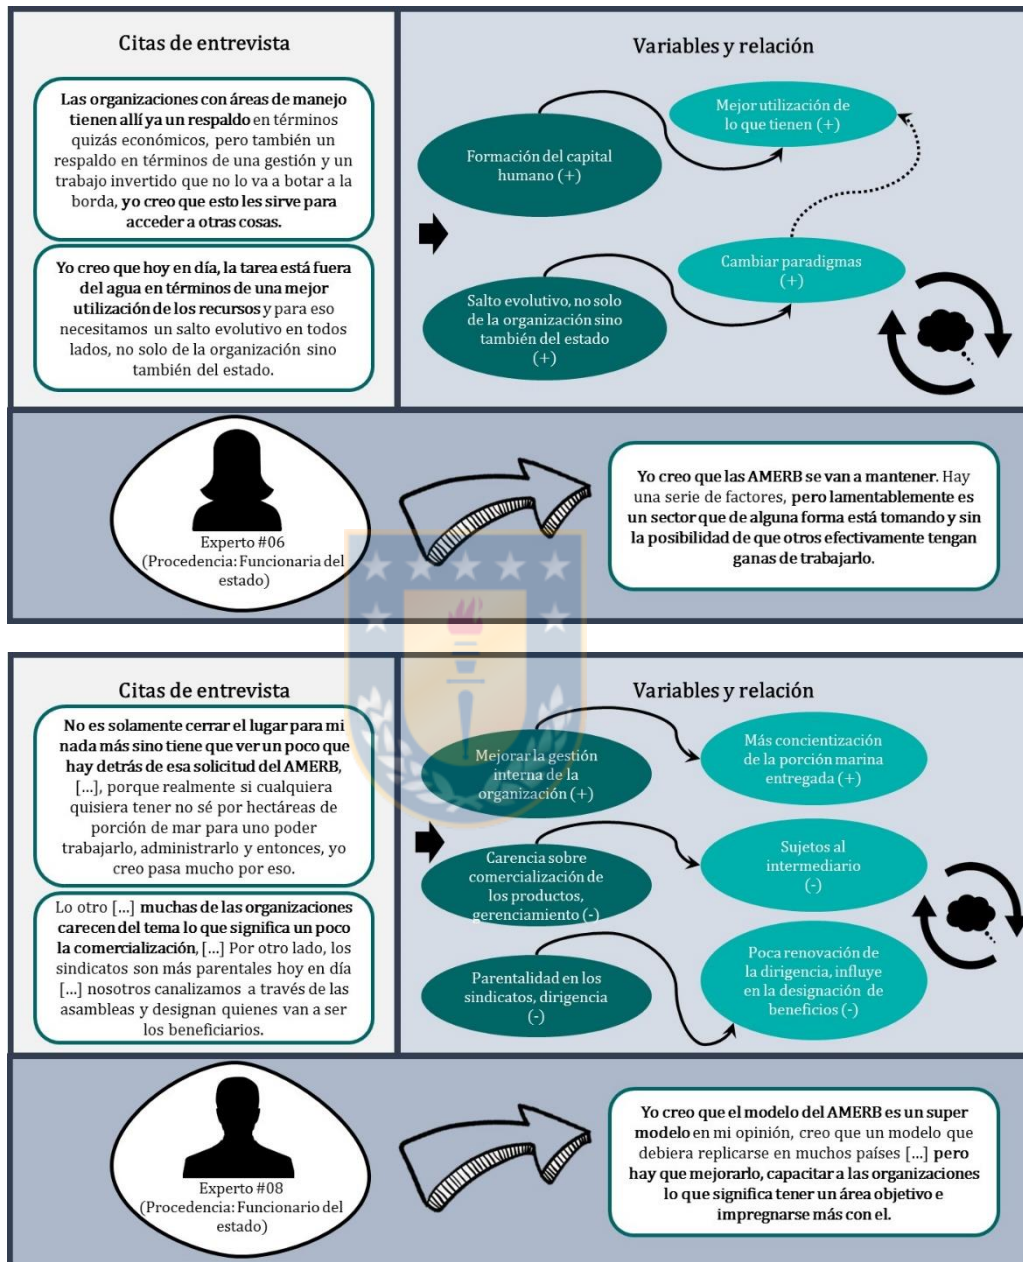 Citas de entrevista
Las organizaciones con áreas de manejo
tienen allí ya un respaldo en términos
quizás económicos, pero también un
respaldo en términos de una gestión y un
trabajo invertido que no lo va a botar a la
borda, yo creo que esto les sirve para
acceder a otras cosas.
Yo creo que hoy en día, la tarea está fuera
del agua en términos de una mejor
utilización de los recursos y para eso
necesitamos un salto evolutivo en todos
lados, no solo de la organización sino
también del estado.
Variables y relación
Formación del capital
humano (+)
Mejor utilización de
lo que tienen (+)
Salto evolutivo, no solo
de la organización sino
también del estado
(+)
Cambiar paradigmas
(+)
Experto #06
(Procedencia: Funcionaria del
estado)
Yo creo que las AMERB se van a mantener. Hay
una serie de factores, pero lamentablemente es
un sector que de alguna forma está tomando y sin
la posibilidad de que otros efectivamente tengan
ganas de trabajarlo.
Citas de entrevista
No es solamente cerrar el lugar para mi
nada más sino tiene que ver un poco que
hay detrás de esa solicitud del AMERB,
[...], porque realmente si cualquiera
quisiera tener no sé por hectáreas de
porción de mar para uno poder
trabajarlo, administrarlo y entonces, yo
creo pasa mucho por eso.
Lo otro [...] muchas de las organizaciones
carecen del tema lo que significa un poco
la comercialización, [...] Por otro lado, los
sindicatos son más parentales hoy en día
[...] nosotros canalizamos a través de las
asambleas y designan quienes van a ser
los beneficiarios.
Variables y relación
Mejorar la gestión
interna de la
organización (+)
Más concientización
de la porción marina
entregada (+)
Carencia sobre
comercialización de
los productos,
gerenciamiento (-)
Sujetos al
intermediario
(-)
Parentalidad en los
sindicatos, dirigencia
(-)
Poca renovación de
la dirigencia, influye
en la designación de
beneficios (-)
Experto #08
(Procedencia: Funcionario del
estado)
Yo creo que el modelo del AMERB es un super
modelo en mi opinión, creo que un modelo que
debiera replicarse en muchos países [...] pero
hay que mejorarlo, capacitar a las organizaciones
lo que significa tener un área objetivo e
impregnarse más con el.